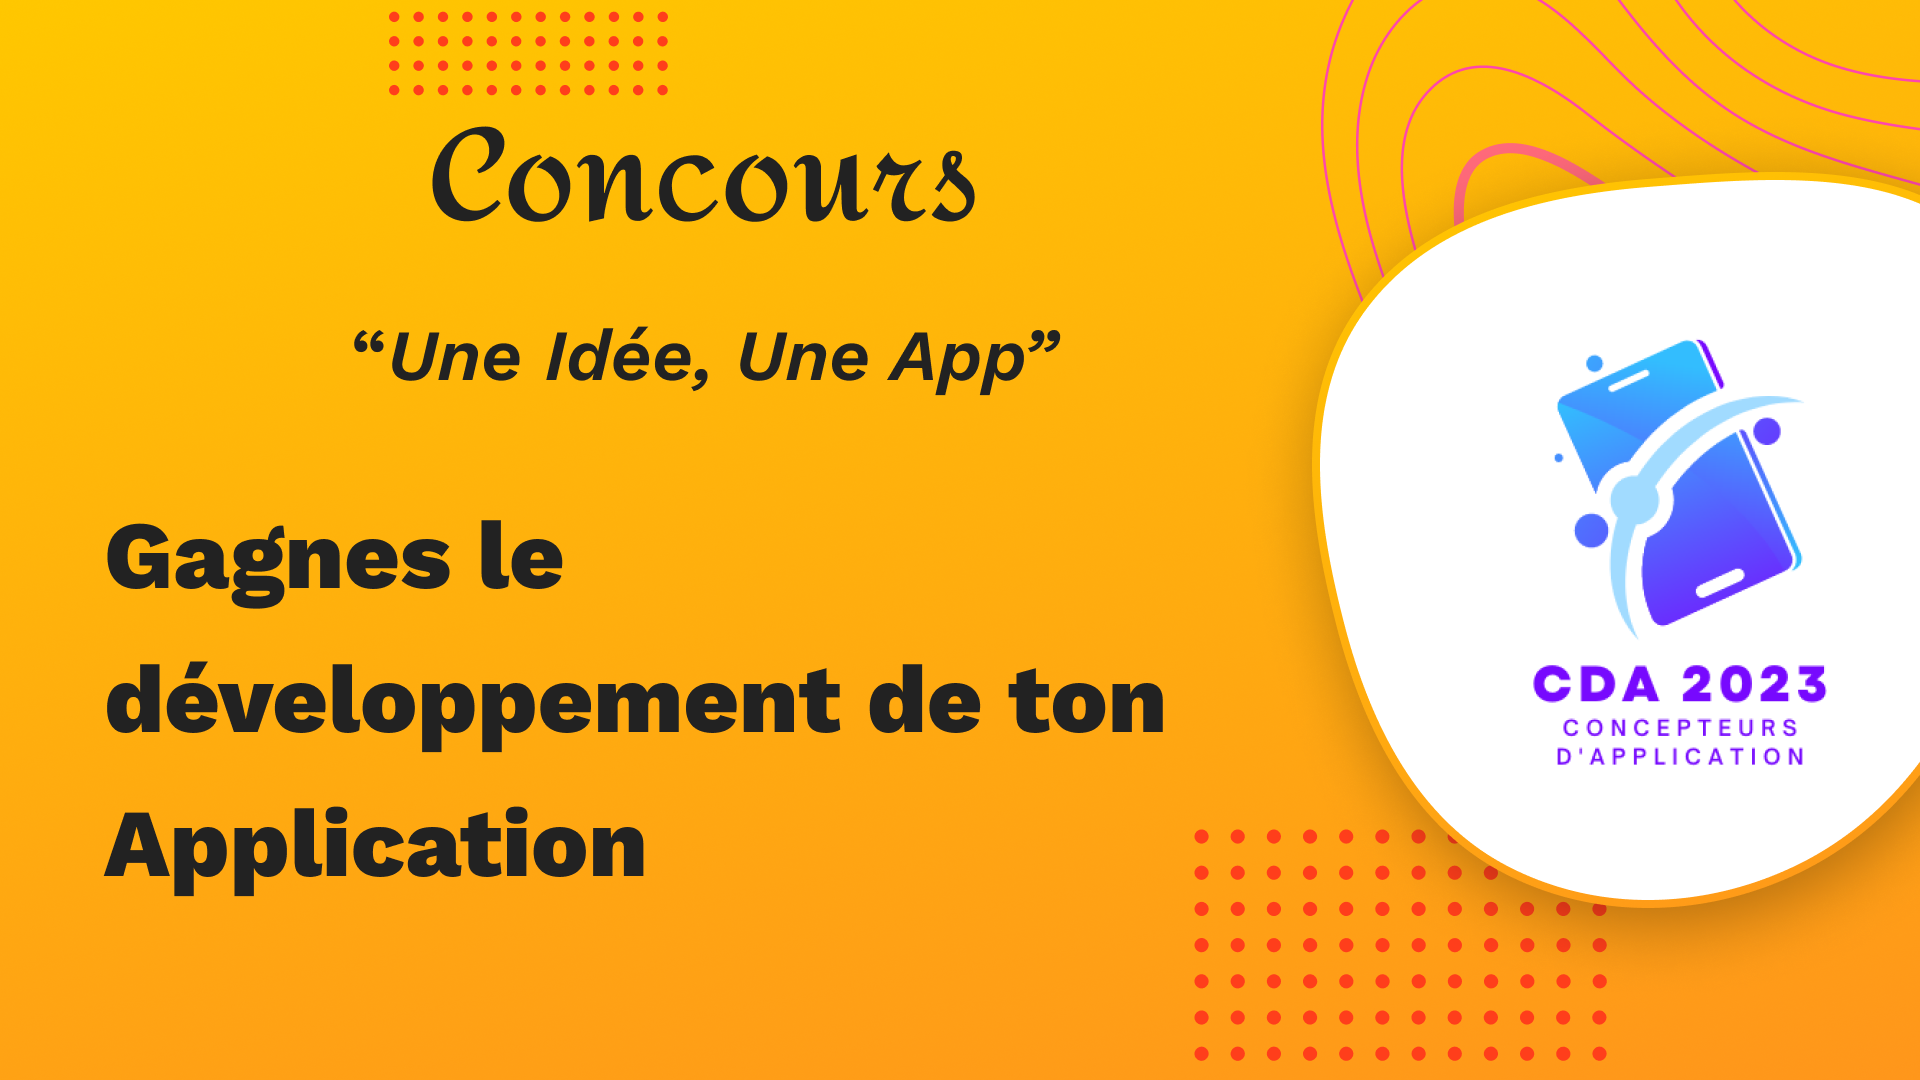 Concours
“Une Idée, Une App”
Gagnes le
développement de ton
Application
CDA 2023
CONCEPTEURS
D'APPLICATION